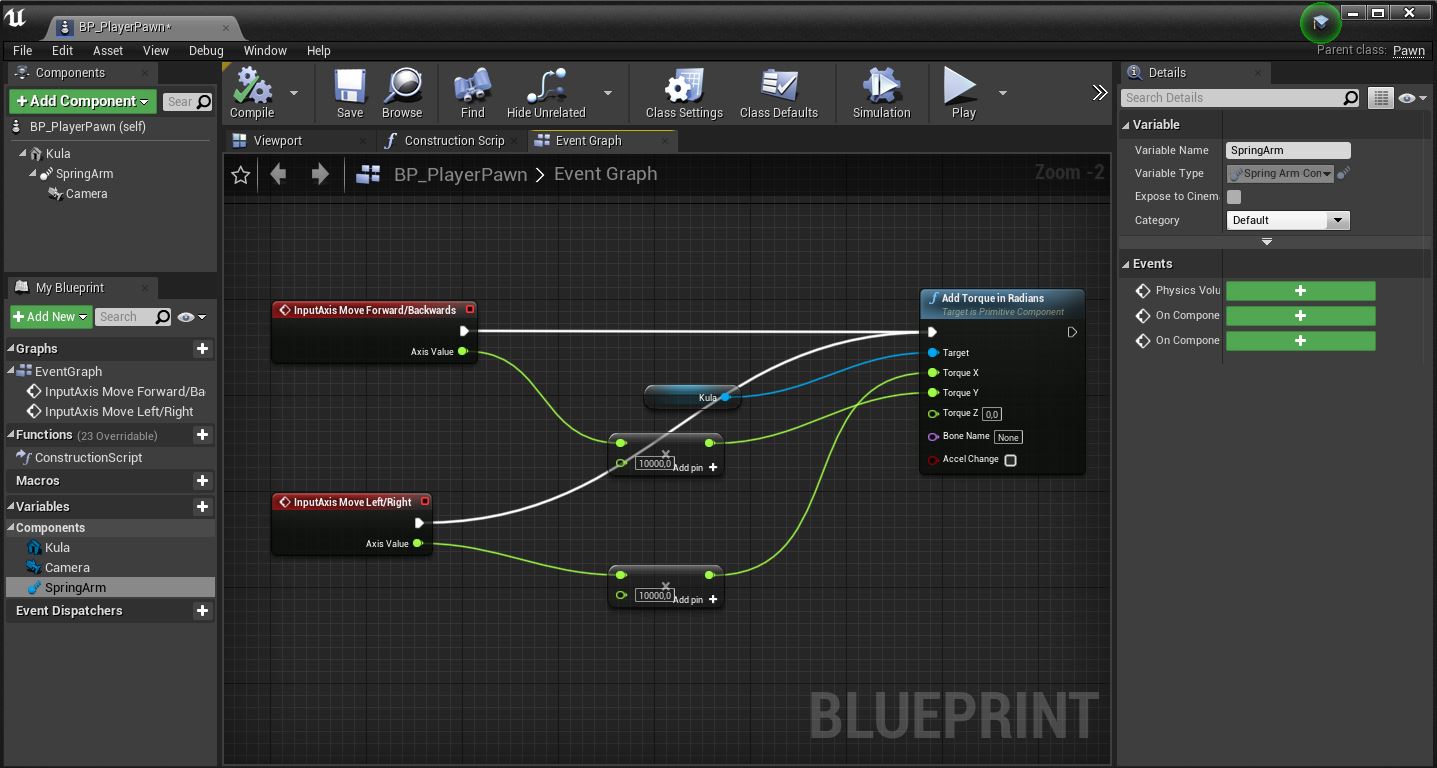 BP_PlayerPawn*
File Edit Asset View Debug Window Help
Parent class: Pawn
Components
+Add Component
Sear
BP_PlayerPawn (self)
Kula
SpringArm
Camera
My Blueprint
+Add New
Search
Graphs
EventGraph
InputAxis Move Forward/Ba
InputAxis Move Left/Right
Functions (23 Overridable)
ConstructionScript
Macros
Variables
Components
Kula
Camera
SpringArm
Event Dispatchers
Compile Save Browse Find Hide Unrelated Class Settings Class Defaults Simulation Play
Viewport Construction Scrip Event Graph
BP_PlayerPawn > Event Graph
Zoom -2
InputAxis Move Forward/Backwards
Axis Value
Kula
10000,0
Add pin +
InputAxis Move Left/Right
Axis Value
10000,0
Add pin +
Add Torque in Radians
Target is Primitive Component
Target
Torque X
Torque Y
Torque Z 0,0
Bone Name None
Accel Change
BLUEPRINT
Details
Search Details
Variable
Variable Name SpringArm
Variable Type Spring Arm Con
Expose to Cinem
Category Default
Events
Physics Volu +
On Compone +
On Compone +